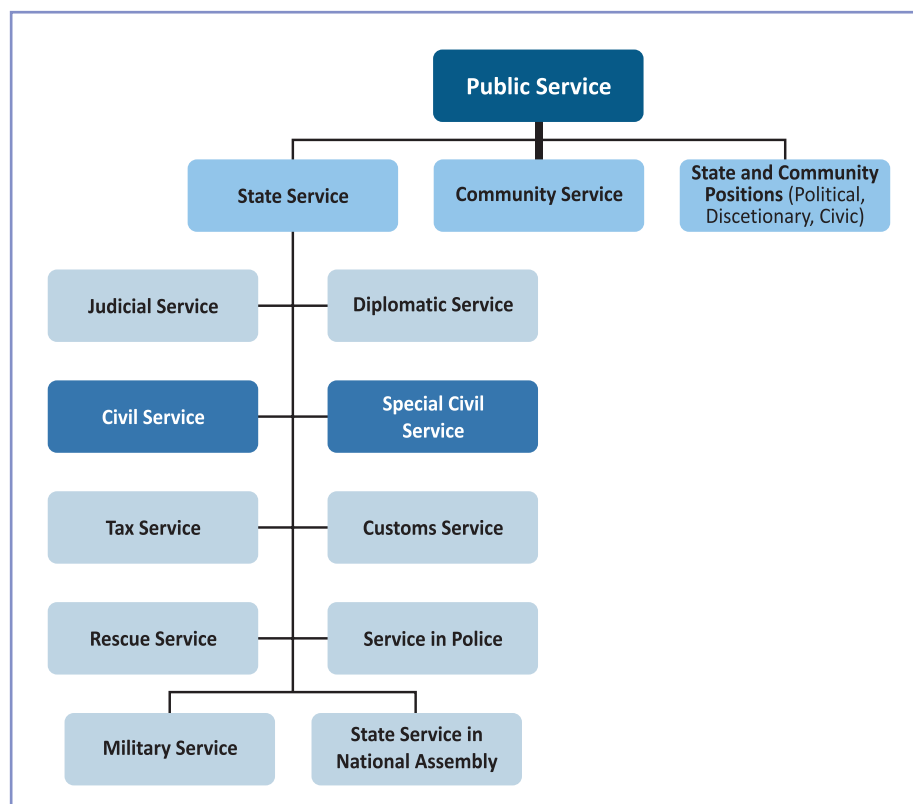 Public Service
State Service
Community Service
State and Community
Positions (Political,
Discetionary, Civic)
Judicial Service
Diplomatic Service
Civil Service
Special Civil
Service
Tax Service
Customs Service
Rescue Service
Service in Police
Military Service
State Service in
National Assembly